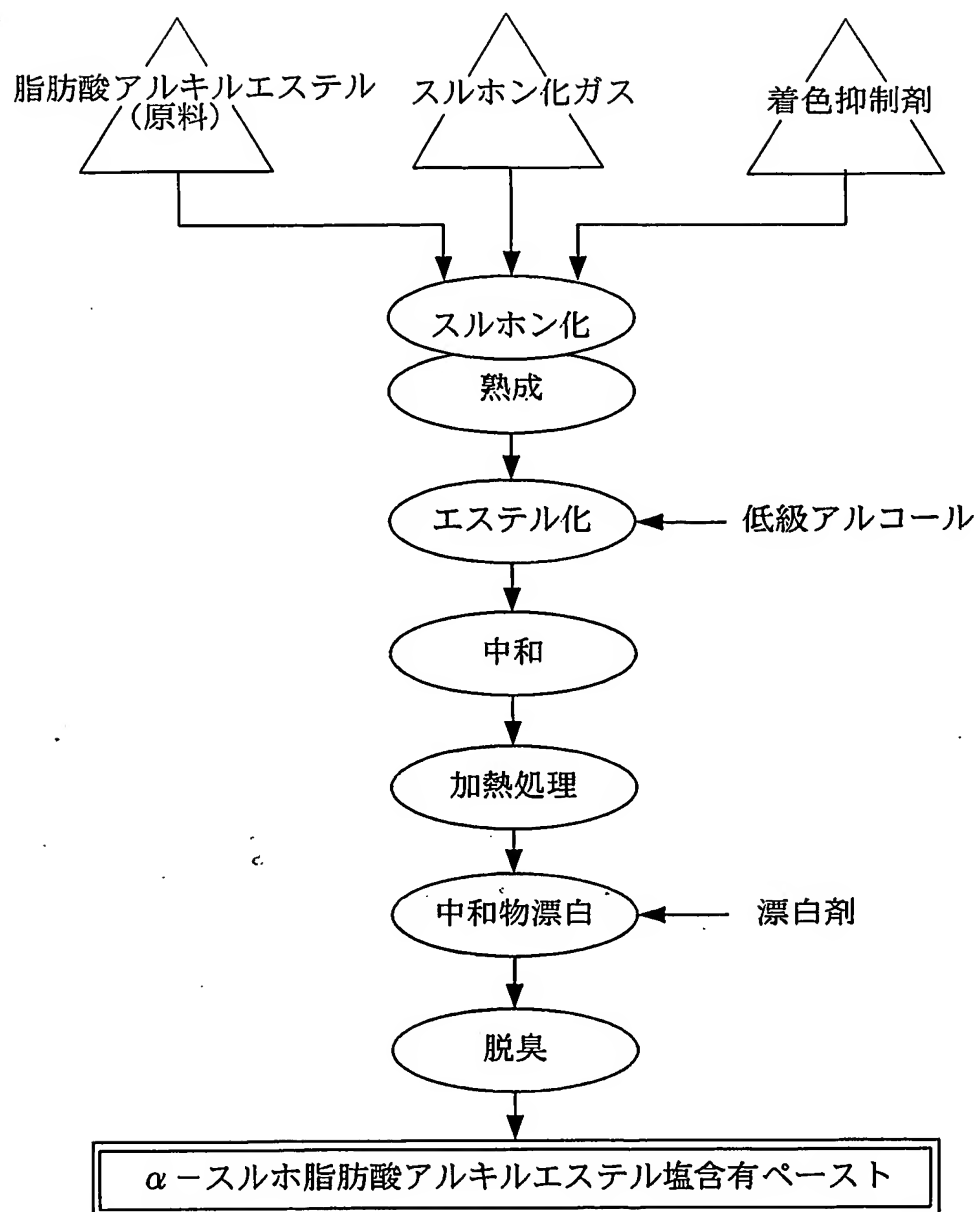 脂肪酸アルキルエステル
(原料)
スルホン化ガス
着色抑制剤
スルホン化
熟成
エステル化
低級アルコール
中和
加熱処理
中和物漂白
漂白剤
脱臭
α−スルホ脂肪酸アルキルエステル塩含有ペースト